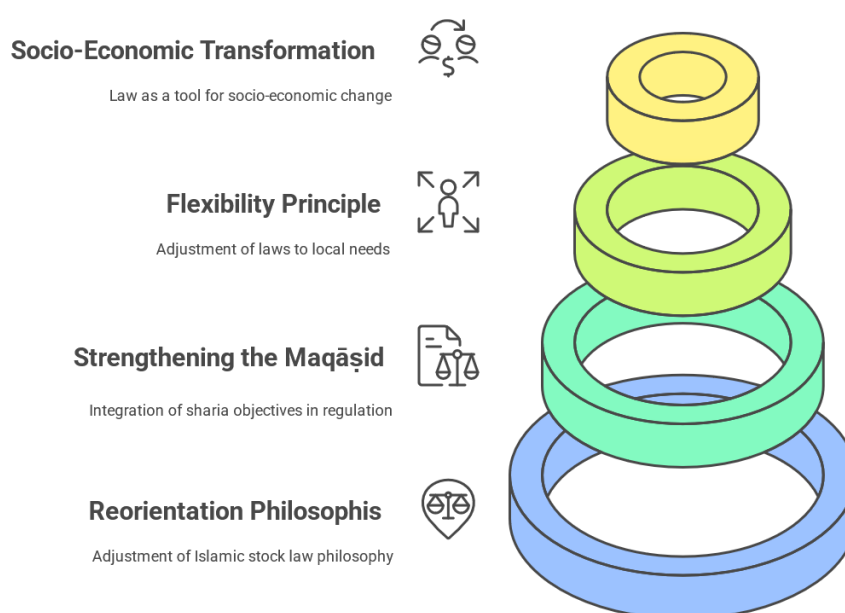 Socio-Economic Transformation
Law as a tool for socio-economic change
Flexibility Principle
Adjustment of laws to local needs
Strengthening the Maqāṣid
Integration of sharia objectives in regulation
Reorientation Philosophis
Adjustment of Islamic stock law philosophy